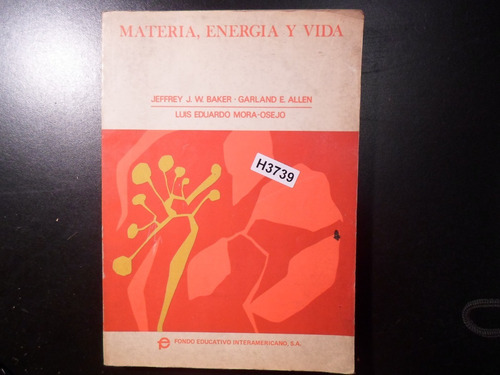 MATERIA, ENERGIA Y VIDA
JEFFREY J. W. BAKER · GARLAND E. ALLEN
LUIS EDUARDO MORA-OSEJO
H3739
FONDO EDUCATIVO INTERAMERICANO, S.A.